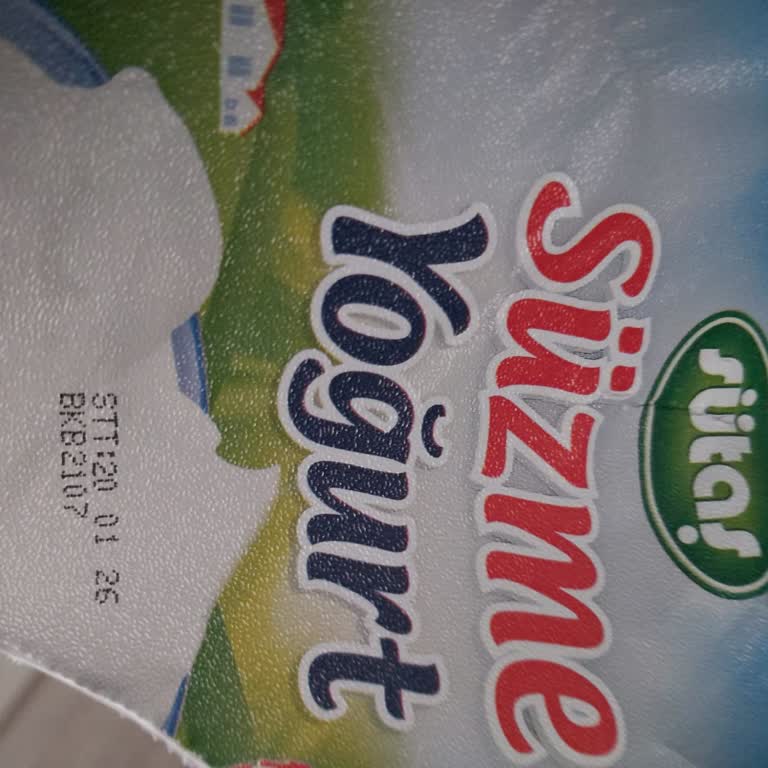 sütaş
süzme
Yoğurt
STT:20 01 26
BKB2107